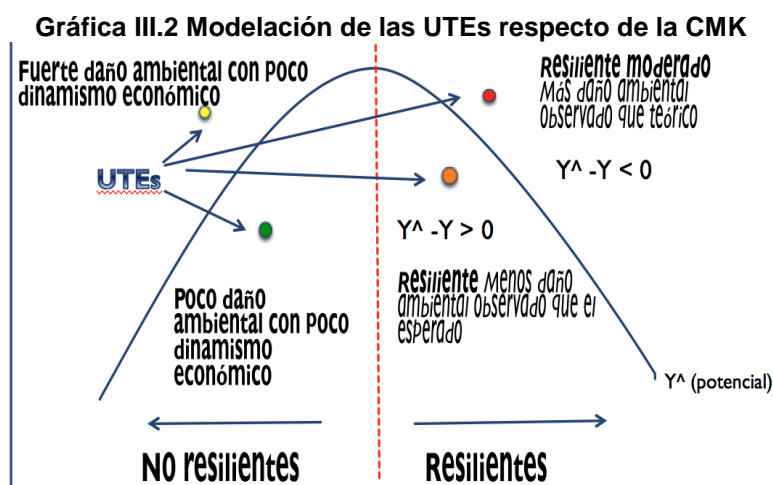 Gráfica III.2 Modelación de las UTEs respecto de la CMK
Fuerte daño ambiental con poco
dinamismo económico
Resiliente moderado
Más daño ambiental
observado que teórico
Y^ -Y < 0
UTEs
Y^ -Y > 0
Resiliente Menos daño
ambiental observado que el
esperado
Poco daño
ambiental con poco
dinamismo
económico
Y^ (potencial)
No resilientes
Resilientes